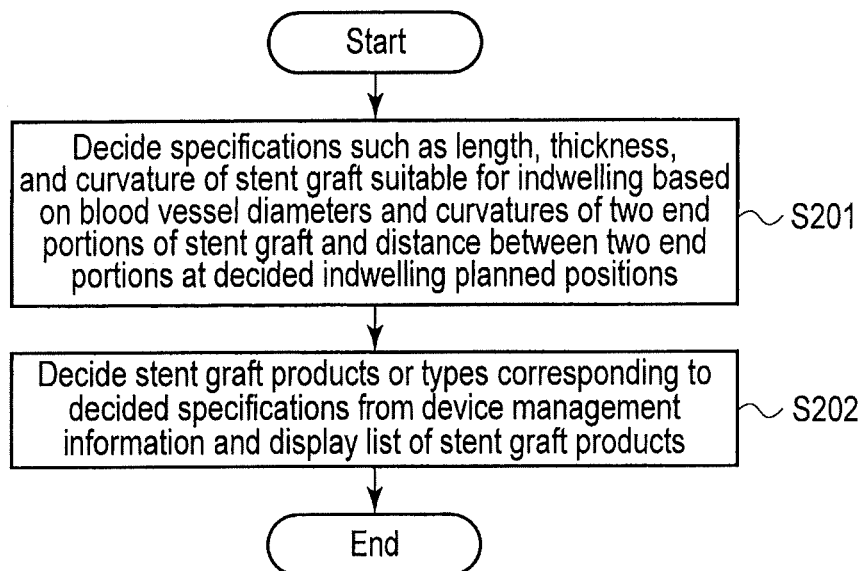 Start
Decide specifications such as length, thickness,
and curvature of stent graft suitable for indwelling based
on blood vessel diameters and curvatures of two end
portions of stent graft and distance between two end
portions at decided indwelling planned positions
S201
Decide stent graft products or types corresponding to
decided specifications from device management
information and display list of stent graft products
S202
End